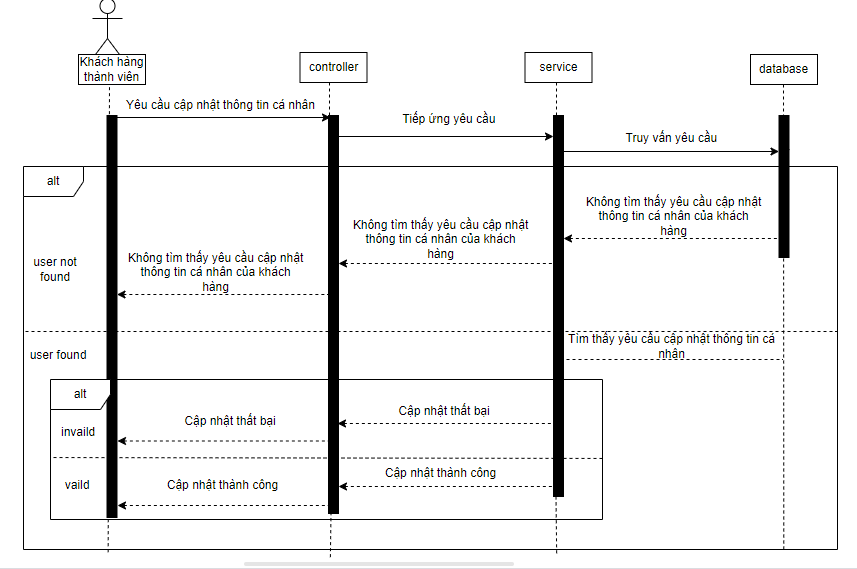 Khách hàng
thành viên
controller
service
database
Yêu cầu cập nhật thông tin cá nhân
Tiếp ứng yêu cầu
Truy vấn yêu cầu
alt
Không tìm thấy yêu cầu cập nhật
thông tin cá nhân của khách
hàng
Không tìm thấy yêu cầu cập nhật
thông tin cá nhân của khách
hàng
Không tìm thấy yêu cầu cập nhật
thông tin cá nhân của khách
hàng
user not
found
user found
Tìm thấy yêu cầu cập nhật thông tin cá
nhân
alt
invaild
Cập nhật thất bại
Cập nhật thất bại
vaild
Cập nhật thành công
Cập nhật thành công